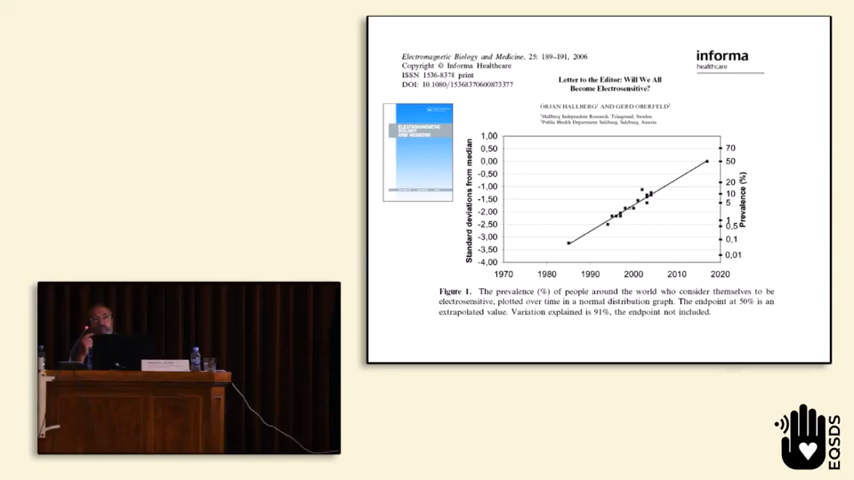 Electromagnetic Biology and Medicine, 25: 189–191, 2006
Copyright © Informa Healthcare
ISSN 1536-8378 print
DOI: 10.1080/15368370600873377
informa
healthcare
Letter to the Editor: Will We All
Become Electrosensitive?
ÖRJAN HALLBERG¹ AND GERD OBERFELD²
¹Hallberg Independent Research, Trångsund, Sweden
²Public Health Department Salzburg, Salzburg, Austria
ELECTROMAGNETIC
BIOLOGY AND
AND MEDICINE
Standard deviations from median
1,00
0,50
0,00
-0,50
-1,00
-1,50
-2,00
-2,50
-3,00
-3,50
-4,00
70
50
20
10
5
1
0,5
0,1
0,01
Prevalence (%)
1970 1980 1990 2000 2010 2020
Figure 1. The prevalence (%) of people around the world who consider themselves to be
electrosensitive, plotted over time in a normal distribution graph. The endpoint at 50% is an
extrapolated value. Variation explained is 91%, the endpoint not included.
EQSDS